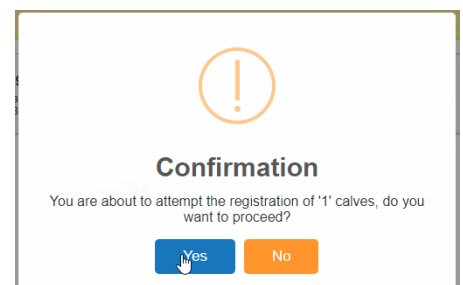 Confirmation
You are about to attempt the registration of '1' calves, do you
want to proceed?
Yes
No